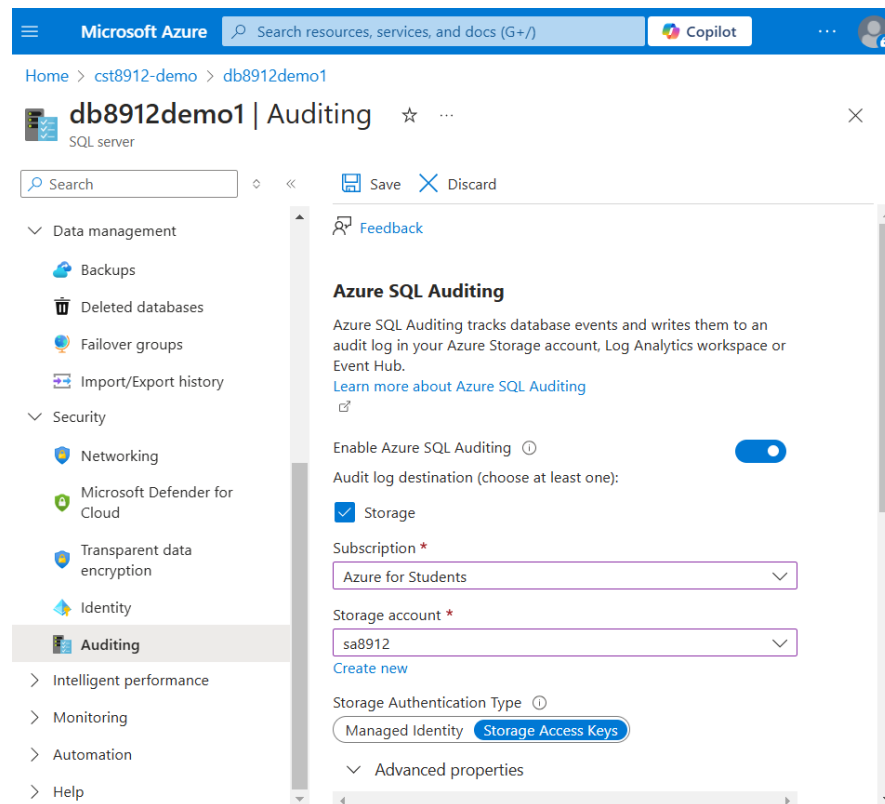 Microsoft Azure
Search resources, services, and docs (G+/)
Copilot
...
Home > cst8912-demo > db8912demo1
db8912demo1 | Auditing
...
SQL server
Search
Data management
Backups
Deleted databases
Failover groups
Import/Export history
Security
Networking
Microsoft Defender for
Cloud
Transparent data
encryption
Identity
Auditing
Intelligent performance
Monitoring
Automation
Help
Save
Discard
Feedback
Azure SQL Auditing
Azure SQL Auditing tracks database events and writes them to an
audit log in your Azure Storage account, Log Analytics workspace or
Event Hub.
Learn more about Azure SQL Auditing
Enable Azure SQL Auditing
Audit log destination (choose at least one):
Storage
Subscription *
Azure for Students
Storage account *
sa8912
Create new
Storage Authentication Type
Managed Identity
Storage Access Keys
Advanced properties